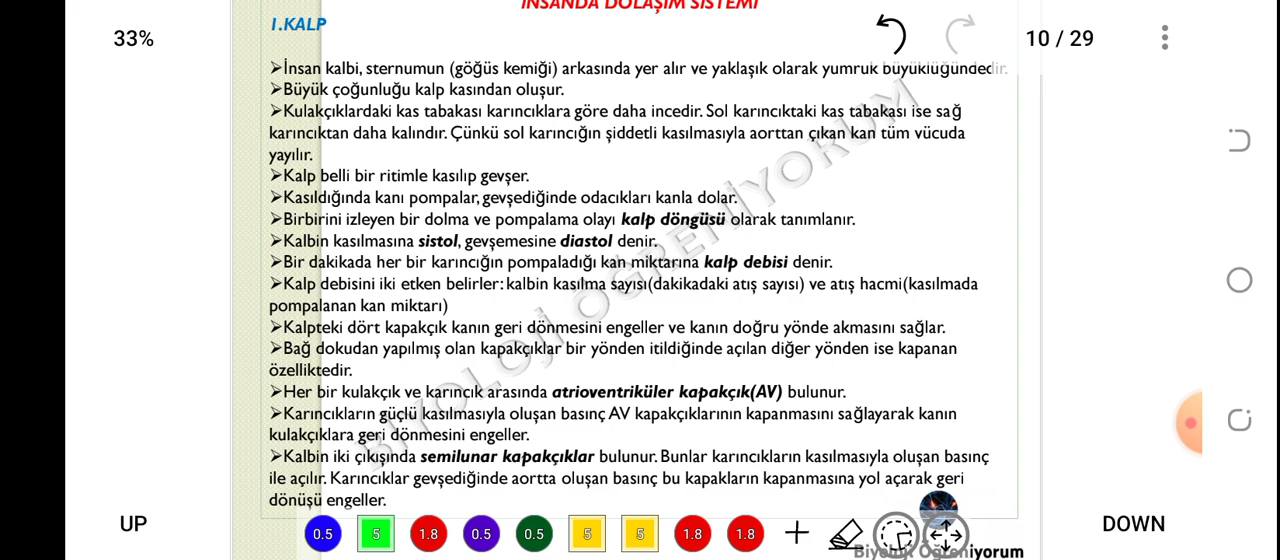 İNSANDA DOLAŞIM SİSTEMİ
1.KALP
33%
10 / 29
➢İnsan kalbi, sternumun (göğüs kemiği) arkasında yer alır ve yaklaşık olarak yumruk büyüklüğündedir.
➢Büyük çoğunluğu kalp kasından oluşur.
➢Kulakçıklardaki kas tabakası karıncıklara göre daha incedir. Sol karıncıktaki kas tabakası ise sağ
karıncıktan daha kalındır. Çünkü sol karıncığın şiddetli kasılmasıyla aorttan çıkan kan tüm vücuda
yayılır.
➢Kalp belli bir ritimle kasılıp gevşer.
➢Kasıldığında kanı pompalar, gevşediğinde odacıkları kanla dolar.
➢Birbirini izleyen bir dolma ve pompalama olayı kalp döngüsü olarak tanımlanır.
➢Kalbin kasılmasına sistol, gevşemesine diastol denir.
➢Bir dakikada her bir karıncığın pompaladığı kan miktarına kalp debisi denir.
➢Kalp debisini iki etken belirler: kalbin kasılma sayısı(dakikadaki atış sayısı) ve atış hacmi(kasılmada
pompalanan kan miktarı)
➢Kalpteki dört kapakçık kanın geri dönmesini engeller ve kanın doğru yönde akmasını sağlar.
➢Bağ dokudan yapılmış olan kapakçıklar bir yönden itildiğinde açılan diğer yönden ise kapanan
özelliktedir.
➢Her bir kulakçık ve karıncık arasında atrioventriküler kapakçık(AV) bulunur.
➢Karıncıkların güçlü kasılmasıyla oluşan basınç AV kapakçıklarının kapanmasını sağlayarak kanın
kulakçıklara geri dönmesini engeller.
➢Kalbin iki çıkışında semilunar kapakçıklar bulunur. Bunlar karıncıkların kasılmasıyla oluşan basınç
ile açılır. Karıncıklar gevşediğinde aortta oluşan basınç bu kapakların kapanmasına yol açarak geri
dönüşü engeller.
BİYOLOJİ ÖĞRENİYORUM
UP
0.5 5 1.8 0.5 0.5 5 5 1.8 1.8
DOWN
Biyoloji Öğreniyorum